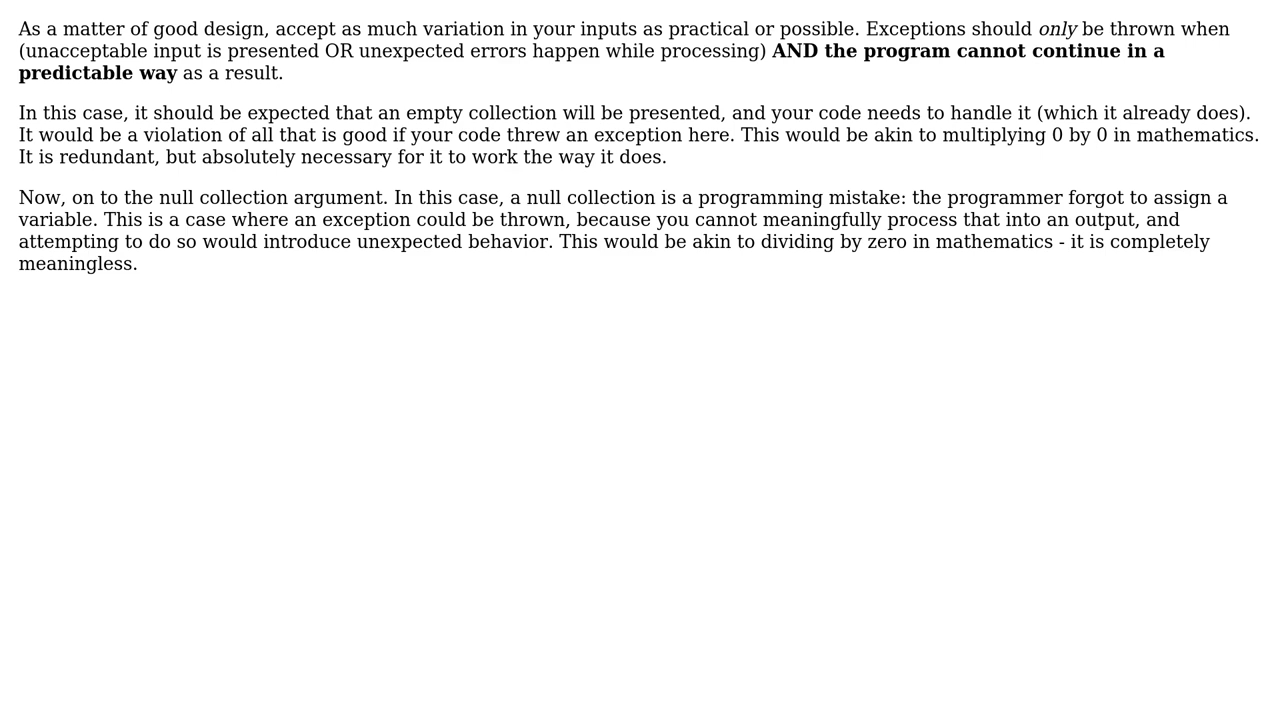 As a matter of good design, accept as much variation in your inputs as practical or possible. Exceptions should only be thrown when
(unacceptable input is presented OR unexpected errors happen while processing) AND the program cannot continue in a
predictable way as a result.
In this case, it should be expected that an empty collection will be presented, and your code needs to handle it (which it already does).
It would be a violation of all that is good if your code threw an exception here. This would be akin to multiplying 0 by 0 in mathematics.
It is redundant, but absolutely necessary for it to work the way it does.
Now, on to the null collection argument. In this case, a null collection is a programming mistake: the programmer forgot to assign a
variable. This is a case where an exception could be thrown, because you cannot meaningfully process that into an output, and
attempting to do so would introduce unexpected behavior. This would be akin to dividing by zero in mathematics - it is completely
meaningless.